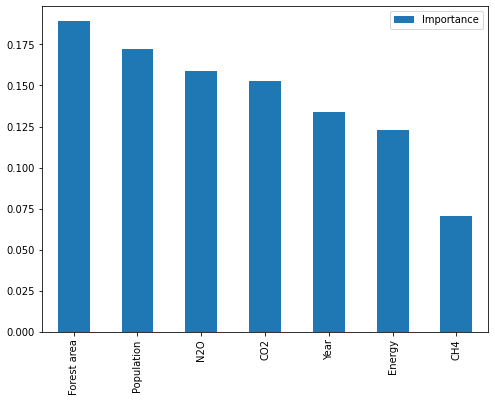 Importance
0.175
0.150
0.125
0.100
0.075
0.050
0.025
0.000
Forest area
Population
N2O
CO2
Year
Energy
CH4